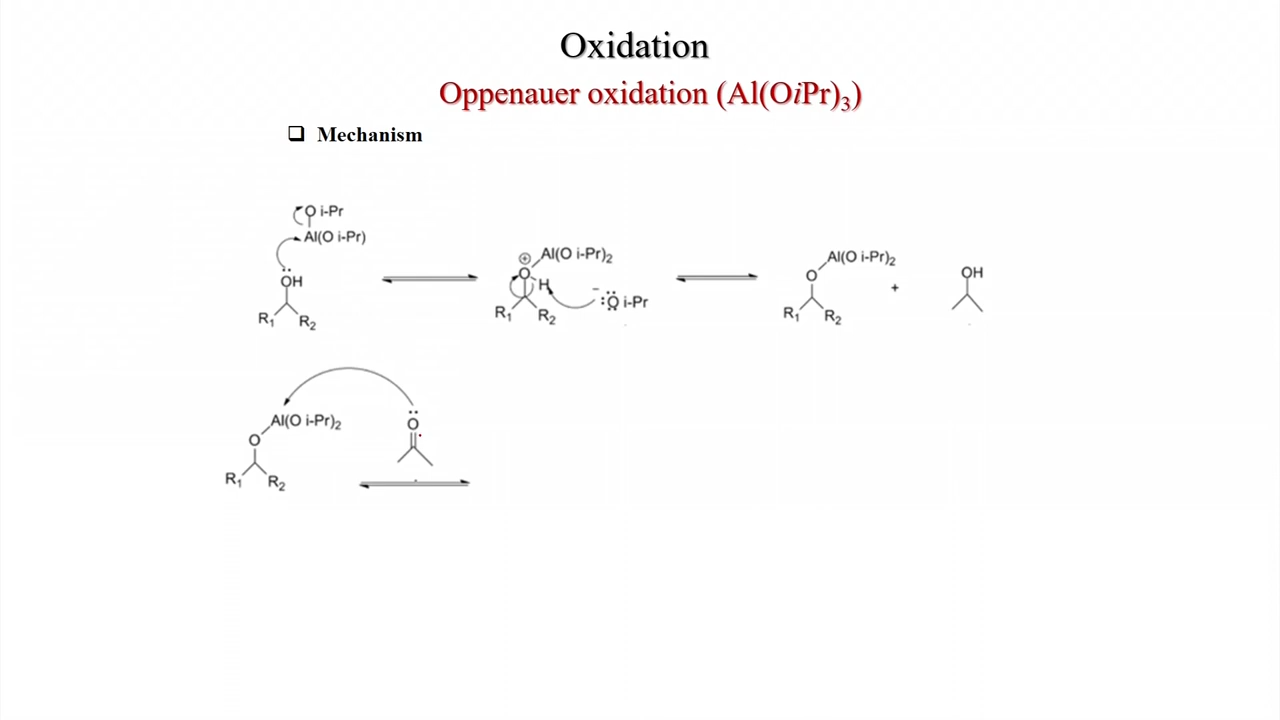 Oxidation
Oppenauer oxidation (Al(OiPr)₃)
❑ Mechanism
O i-Pr
Al(O i-Pr)
OH
R₁ R₂
⊕ Al(O i-Pr)₂
O
H
⁻:O i-Pr
R₁ R₂
Al(O i-Pr)₂
O
+
OH
R₁ R₂
Al(O i-Pr)₂
O
O
R₁ R₂